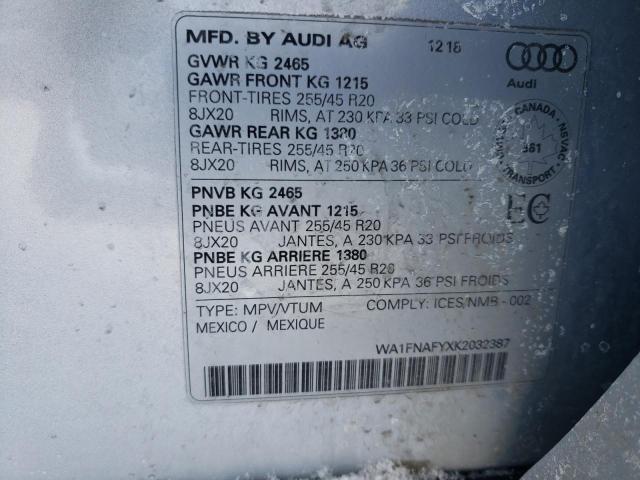 MFD. BY AUDI AG 1218
Audi
GVWR KG 2465
GAWR FRONT KG 1215
FRONT-TIRES 255/45 R20
8JX20 RIMS, AT 230 KPA 33 PSI COLD
GAWR REAR KG 1380
REAR-TIRES 255/45 R20
8JX20 RIMS, AT 250 KPA 36 PSI COLD
CANADA - NSVAC
361
TRANSPORT
PNVB KG 2465
PNBE KG AVANT 1215
PNEUS AVANT 255/45 R20
8JX20 JANTES, A 230 KPA 33 PSI FROIDS
PNBE KG ARRIERE 1380
PNEUS ARRIERE 255/45 R20
8JX20 JANTES, A 250 KPA 36 PSI FROIDS
EC
TYPE: MPV/VTUM COMPLY: ICES/NMB - 002
MEXICO / MEXIQUE
WA1FNAFYXK2032387